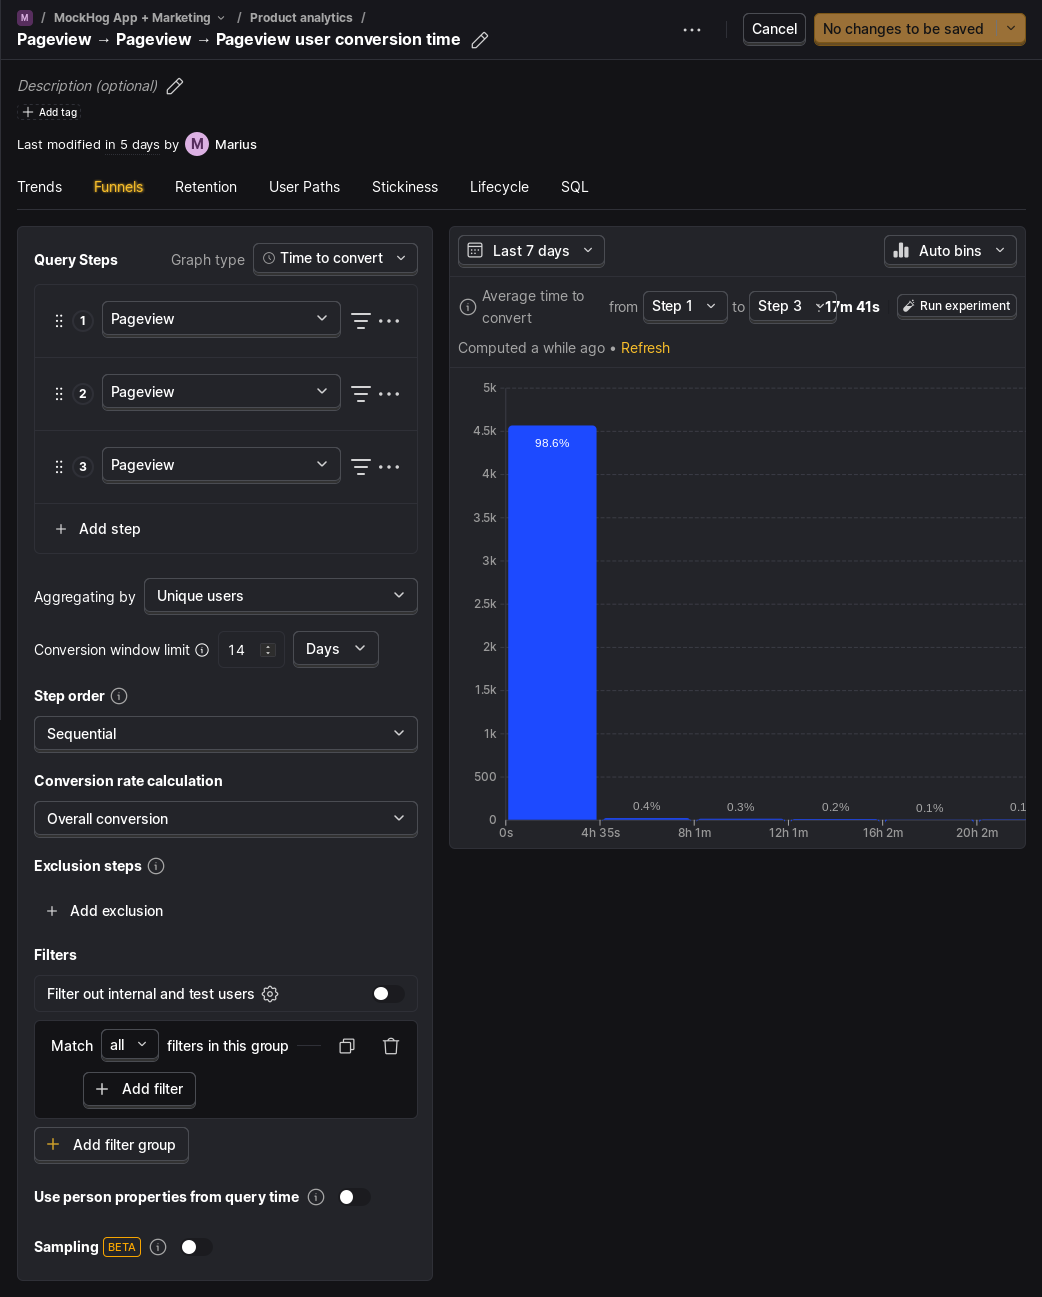 M / MockHog App + Marketing / Product analytics /
Pageview → Pageview → Pageview user conversion time
Cancel
No changes to be saved
Description (optional)
Add tag
Last modified in 5 days by M Marius
Trends Funnels Retention User Paths Stickiness Lifecycle SQL
Query Steps
Graph type Time to convert
1 Pageview
2 Pageview
3 Pageview
Add step
Aggregating by Unique users
Conversion window limit 14 Days
Step order
Sequential
Conversion rate calculation
Overall conversion
Exclusion steps
Add exclusion
Filters
Filter out internal and test users
Match all filters in this group
Add filter
Add filter group
Use person properties from query time
Sampling BETA
Last 7 days
Auto bins
Average time to convert
from Step 1 to Step 3 17m 41s
Run experiment
Computed a while ago • Refresh
5k
4.5k
4k
3.5k
3k
2.5k
2k
1.5k
1k
500
0
98.6% 0.4% 0.3% 0.2% 0.1% 0.1
0s 4h 35s 8h 1m 12h 1m 16h 2m 20h 2m